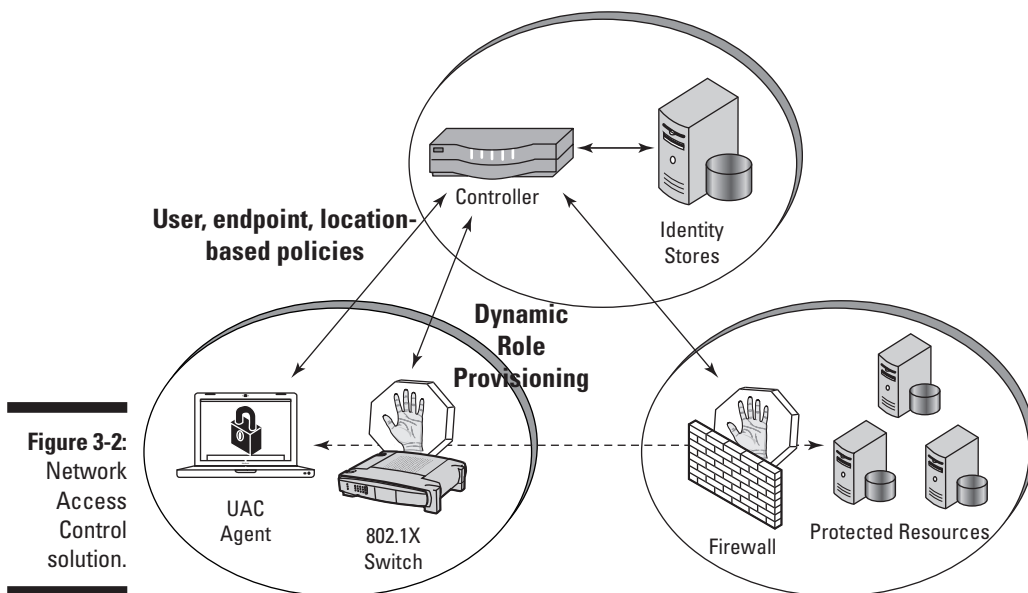 Controller
Identity
Stores
User, endpoint, location-
based policies
Dynamic
Role
Provisioning
UAC
Agent
802.1X
Switch
Firewall
Protected Resources
Figure 3-2:
Network
Access
Control
solution.